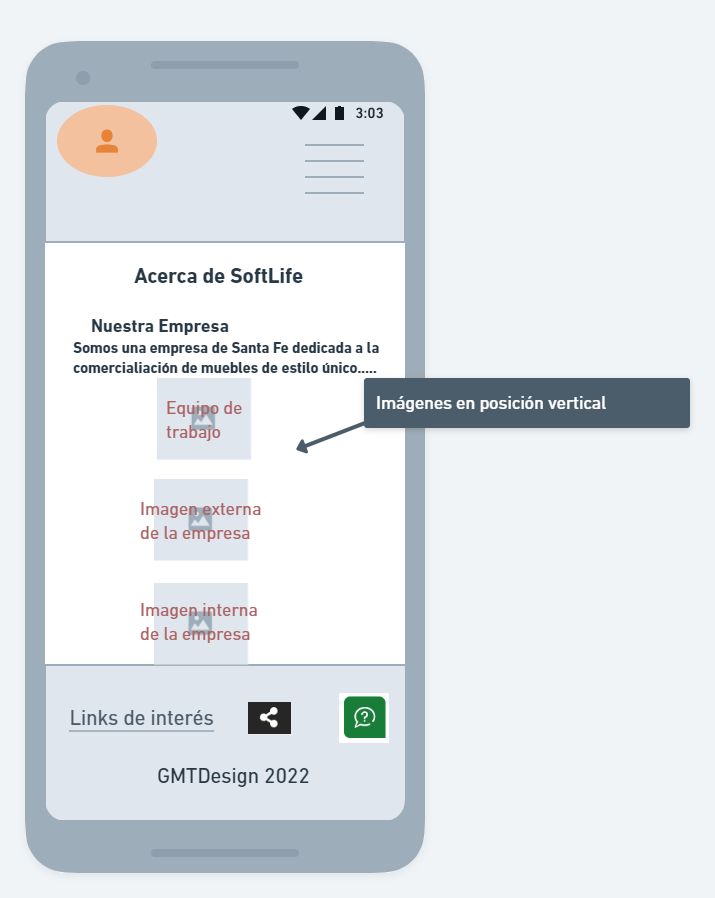 3:03
Acerca de SoftLife
Nuestra Empresa
Somos una empresa de Santa Fe dedicada a la
comercialiación de muebles de estilo único.....
Imágenes en posición vertical
Equipo de
trabajo
Imagen externa
de la empresa
Imagen interna
de la empresa
Links de interés
GMTDesign 2022